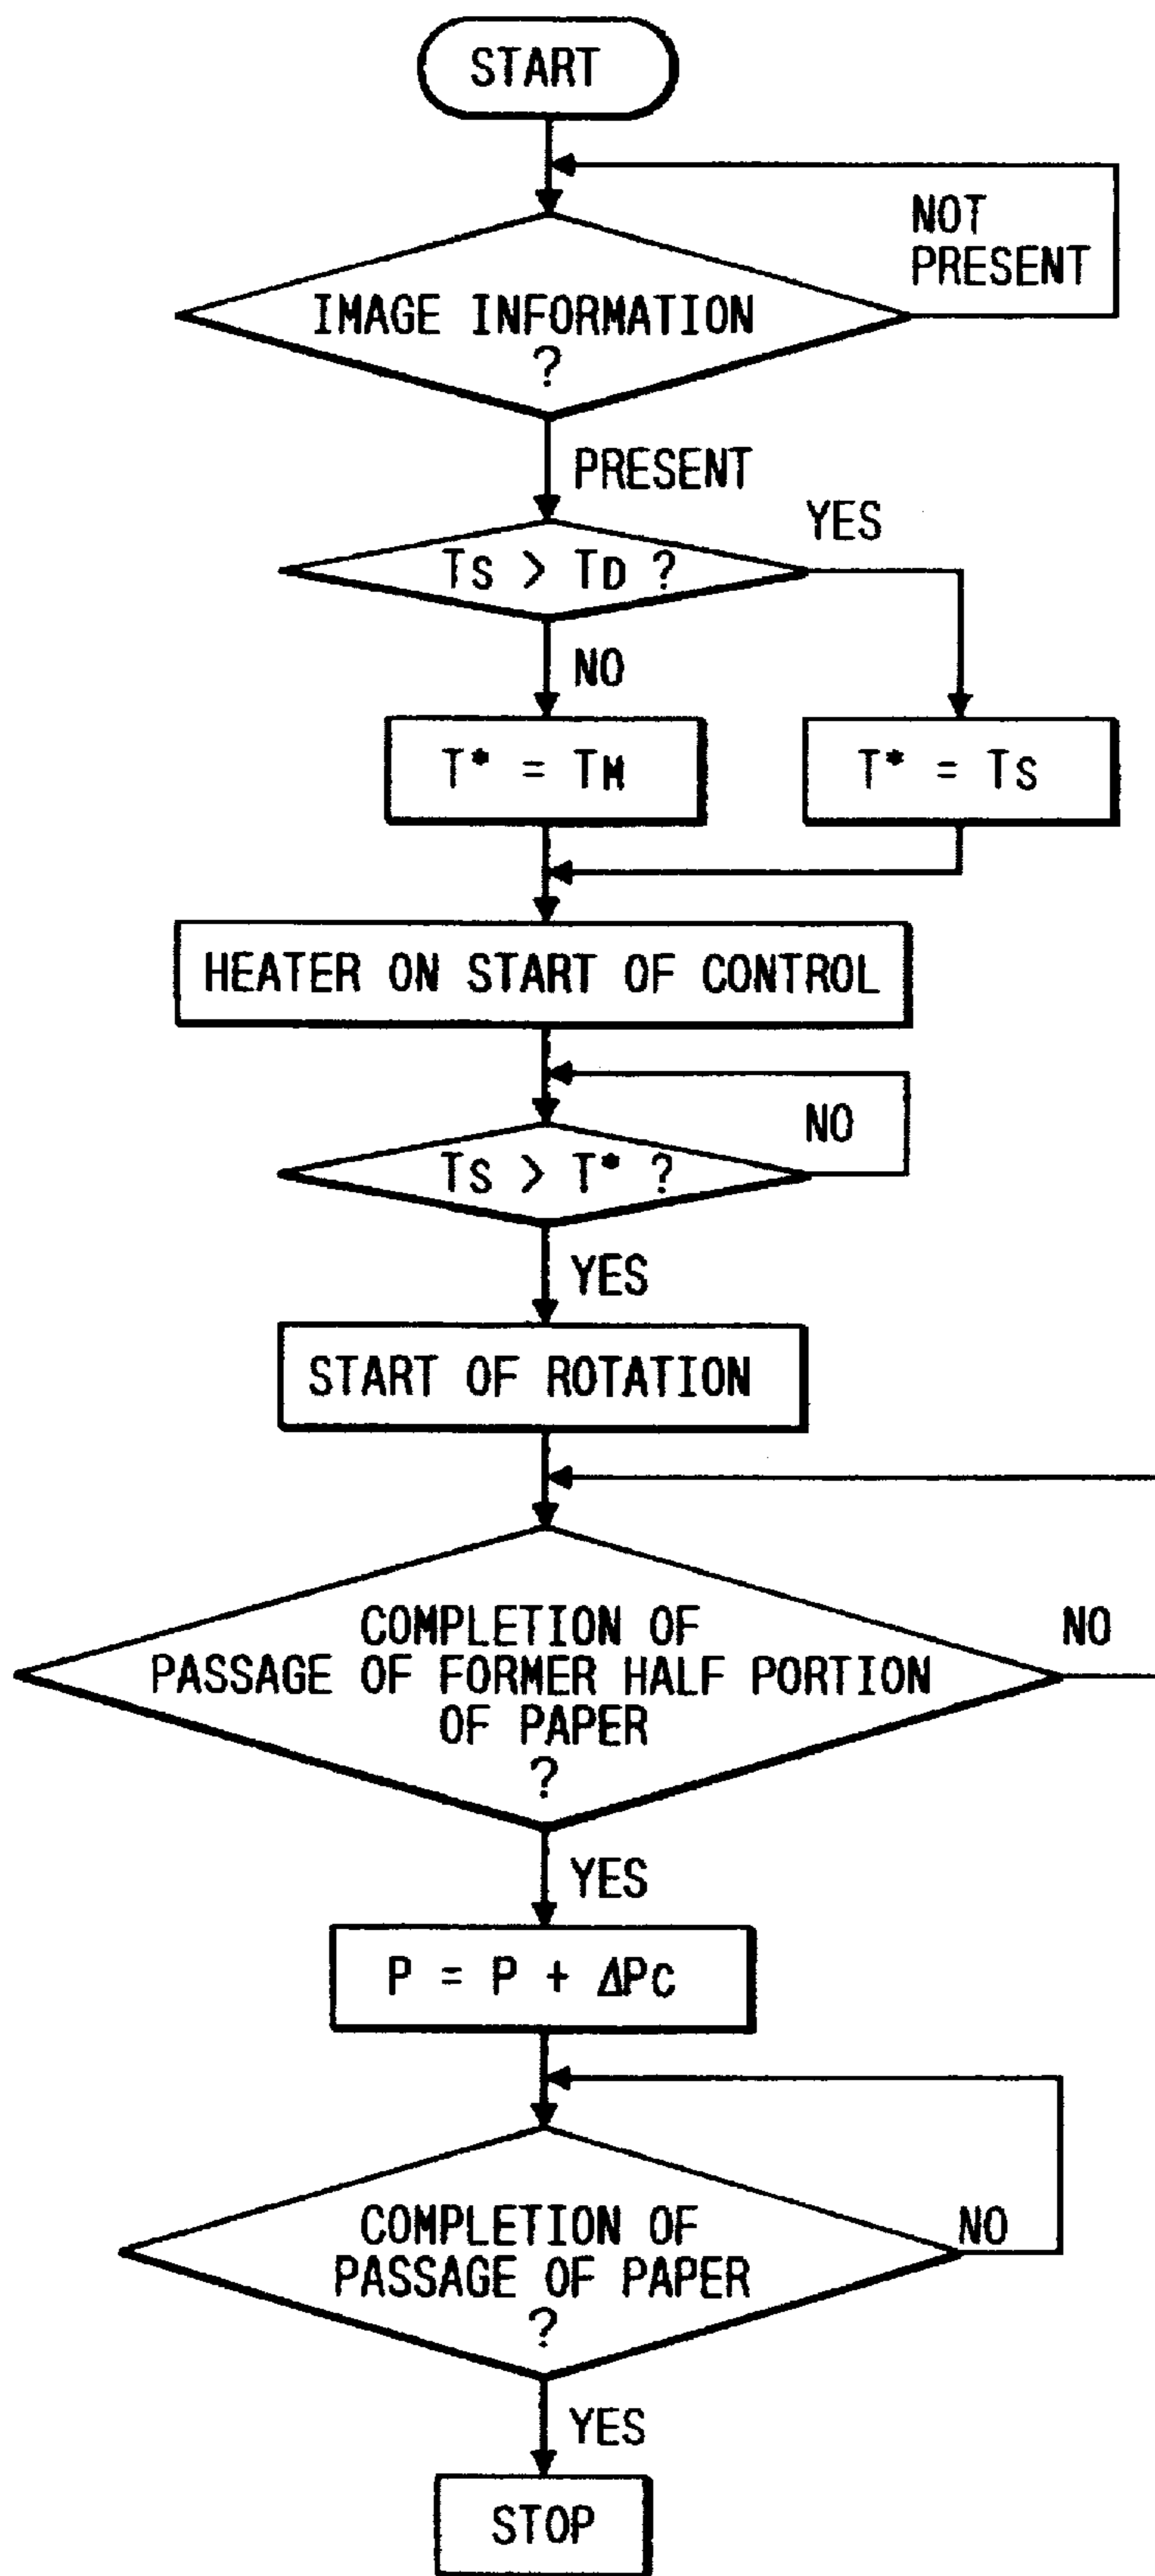 START
NOT
PRESENT
IMAGE INFORMATION
?
PRESENT
YES
TS > TD ?
NO
T* = TM
T* = TS
HEATER ON START OF CONTROL
NO
TS > T* ?
YES
START OF ROTATION
COMPLETION OF
NO
PASSAGE OF FORMER HALF PORTION
OF PAPER
?
YES
P = P + ΔPC
COMPLETION OF
NO
PASSAGE OF PAPER
?
YES
STOP